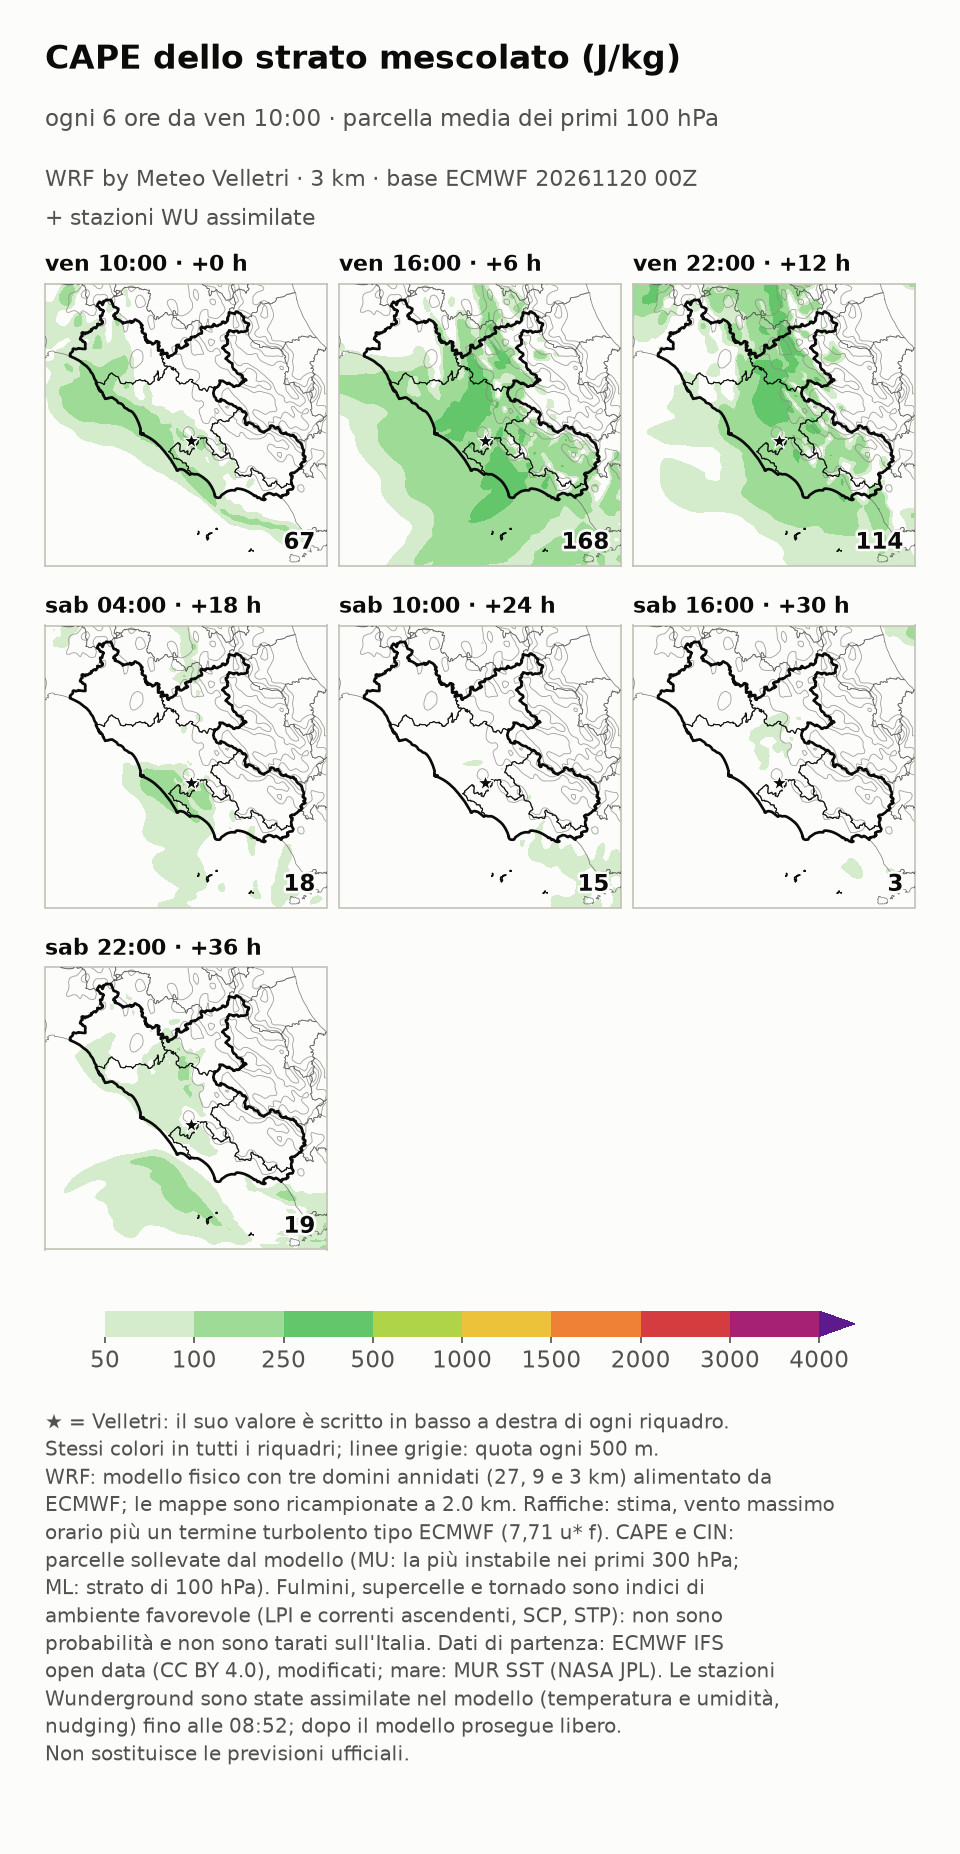 CAPE dello strato mescolato (J/kg)
ogni 6 ore da ven 10:00 · parcella media dei primi 100 hPa
WRF by Meteo Velletri · 3 km · base ECMWF 20261120 00Z
+ stazioni WU assimilate
ven 10:00 · +0 h
ven 16:00 · +6 h
ven 22:00 · +12 h
67
168
114
sab 04:00 · +18 h
sab 10:00 · +24 h
sab 16:00 · +30 h
18
15
3
sab 22:00 · +36 h
19
50 100 250 500 1000 1500 2000 3000 4000
★ = Velletri: il suo valore è scritto in basso a destra di ogni riquadro.
Stessi colori in tutti i riquadri; linee grigie: quota ogni 500 m.
WRF: modello fisico con tre domini annidati (27, 9 e 3 km) alimentato da
ECMWF; le mappe sono ricampionate a 2.0 km. Raffiche: stima, vento massimo
orario più un termine turbolento tipo ECMWF (7,71 u* f). CAPE e CIN:
parcelle sollevate dal modello (MU: la più instabile nei primi 300 hPa;
ML: strato di 100 hPa). Fulmini, supercelle e tornado sono indici di
ambiente favorevole (LPI e correnti ascendenti, SCP, STP): non sono
probabilità e non sono tarati sull'Italia. Dati di partenza: ECMWF IFS
open data (CC BY 4.0), modificati; mare: MUR SST (NASA JPL). Le stazioni
Wunderground sono state assimilate nel modello (temperatura e umidità,
nudging) fino alle 08:52; dopo il modello prosegue libero.
Non sostituisce le previsioni ufficiali.